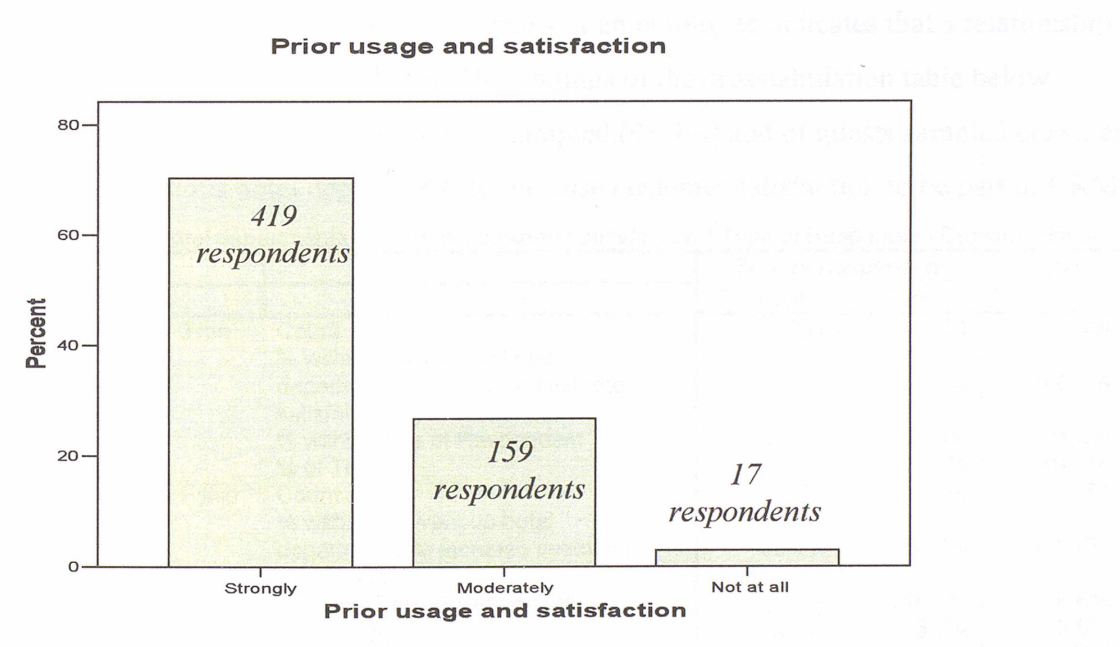 Prior usage and satisfaction
80
60
40
20
0
Percent
419
respondents
159
respondents
17
respondents
Strongly
Moderately
Not at all
Prior usage and satisfaction